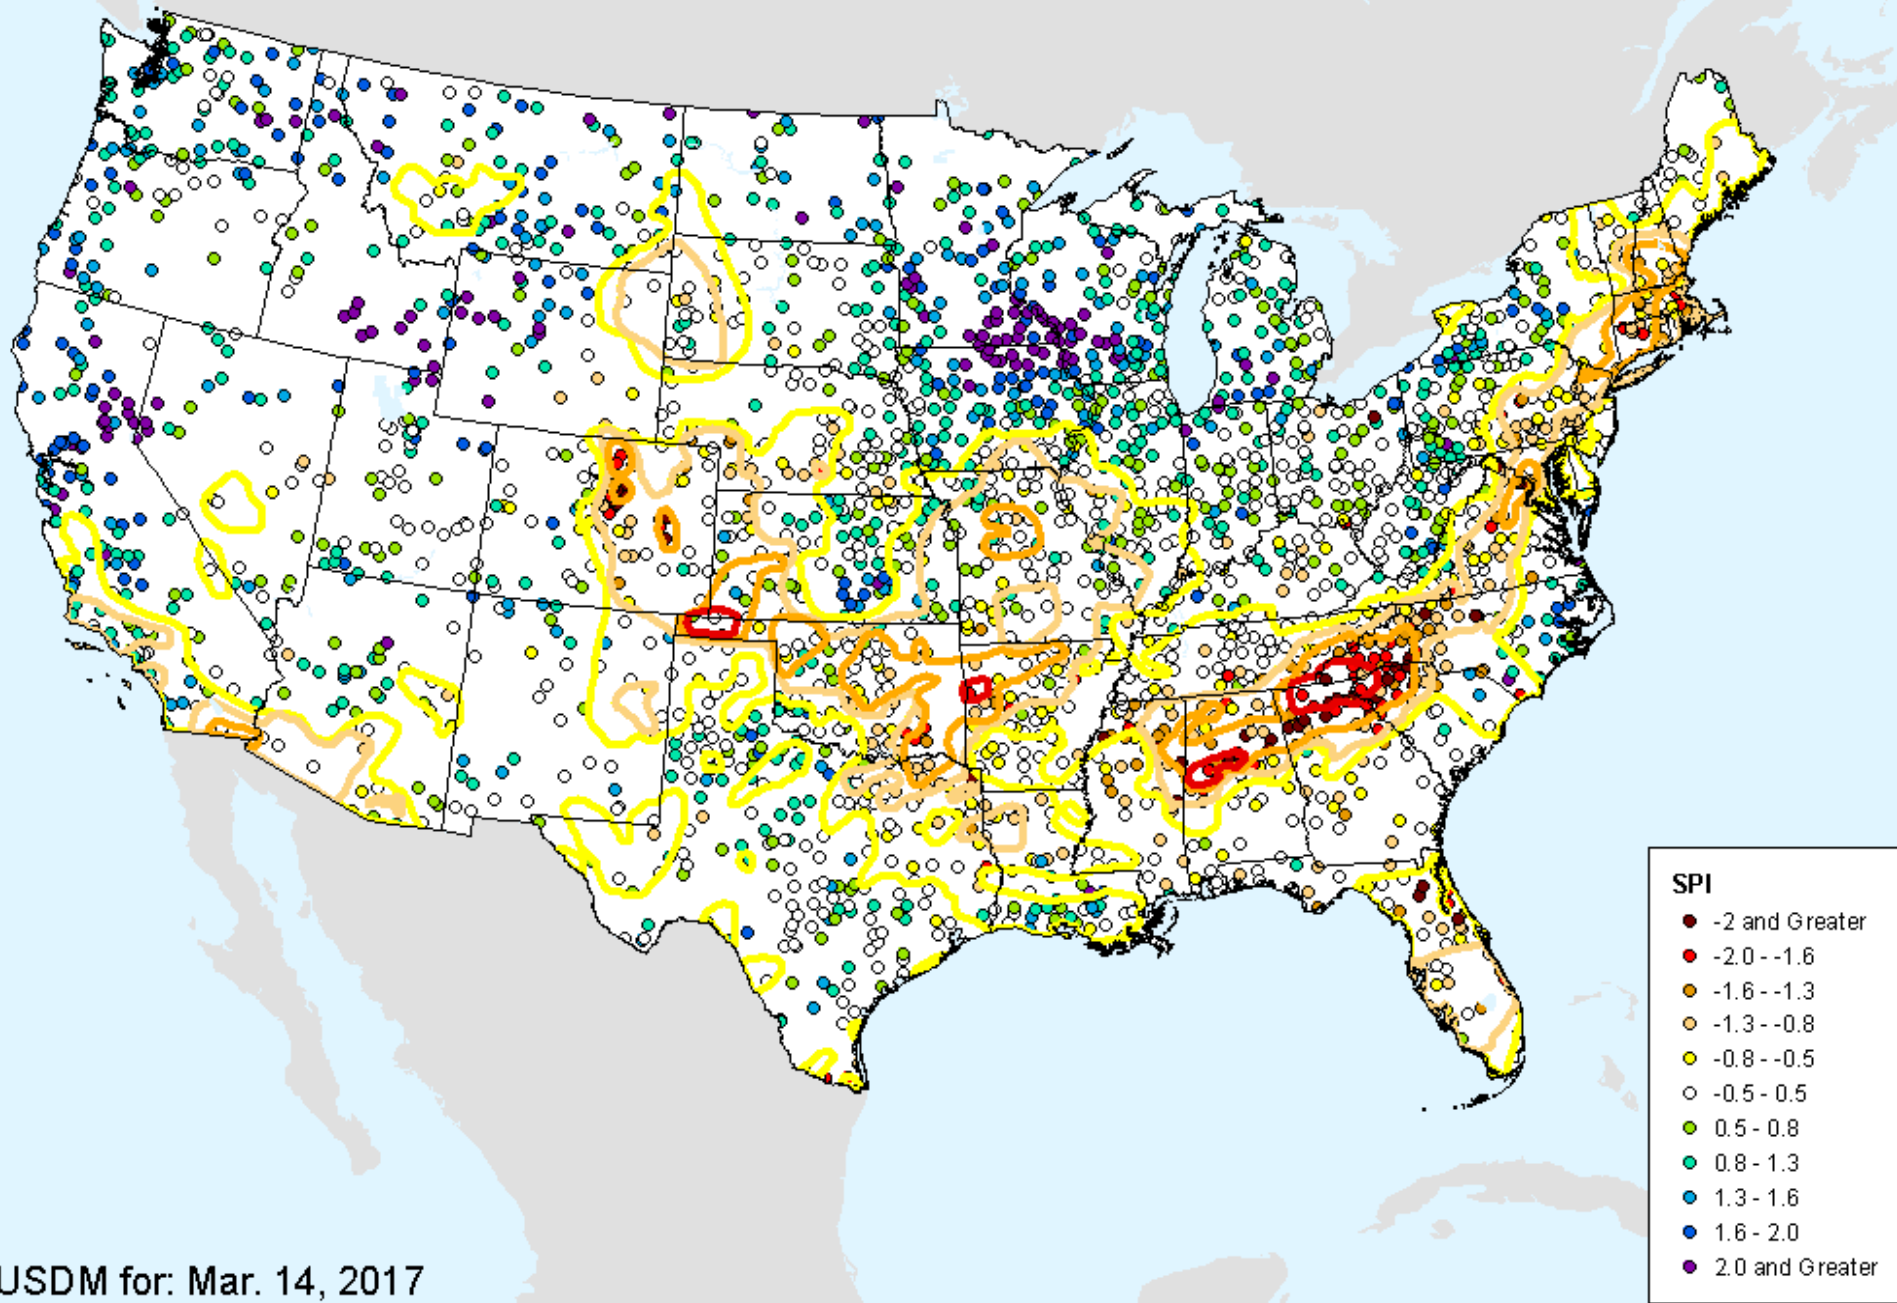 SPI
-2 and Greater
-2.0 - -1.6
-1.6 - -1.3
-1.3 - -0.8
-0.8 - -0.5
-0.5 - 0.5
0.5 - 0.8
0.8 - 1.3
1.3 - 1.6
1.6 - 2.0
2.0 and Greater
USDM for: Mar. 14, 2017